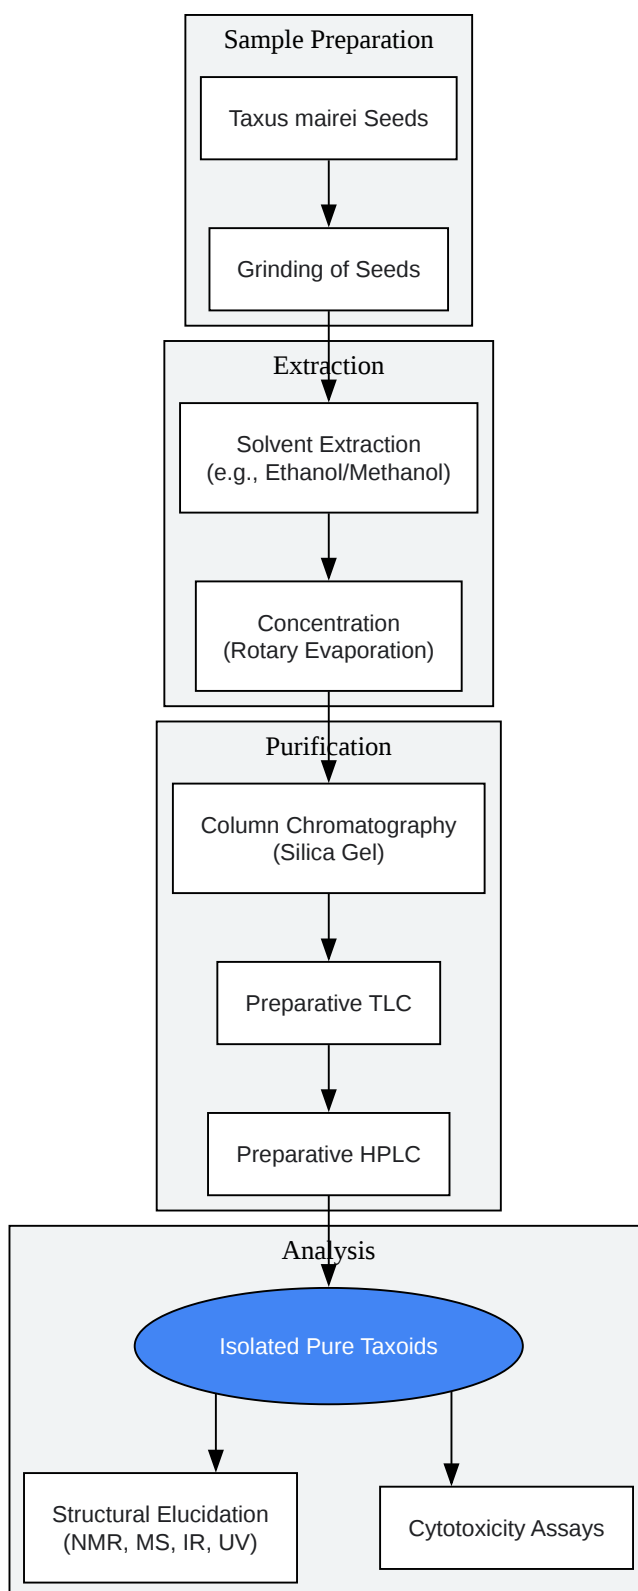 Sample Preparation
Taxus mairei Seeds
Grinding of Seeds
Extraction
Solvent Extraction
(e.g., Ethanol/Methanol)
Concentration
(Rotary Evaporation)
Purification
Column Chromatography
(Silica Gel)
Preparative TLC
Preparative HPLC
Analysis
Isolated Pure Taxoids
Structural Elucidation
(NMR, MS, IR, UV)
Cytotoxicity Assays